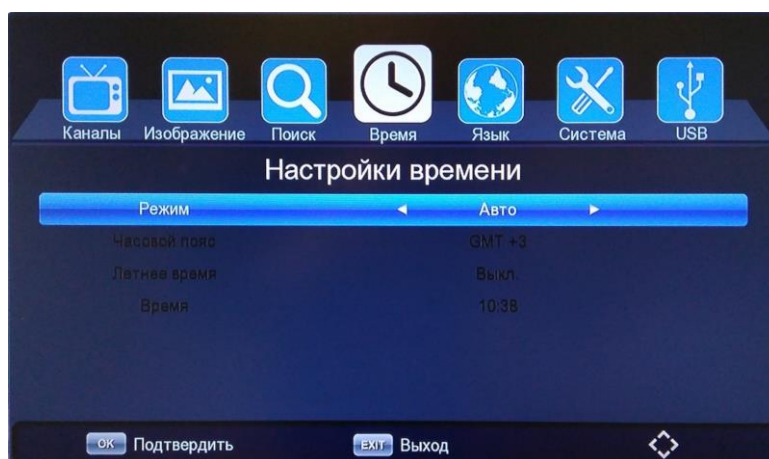 Каналы Изображение Поиск Время Язык Система USB
Настройки времени
Режим Авто
Часовой пояс GMT +3
Летнее время Выкл.
Время 10:38
OK Подтвердить EXIT Выход